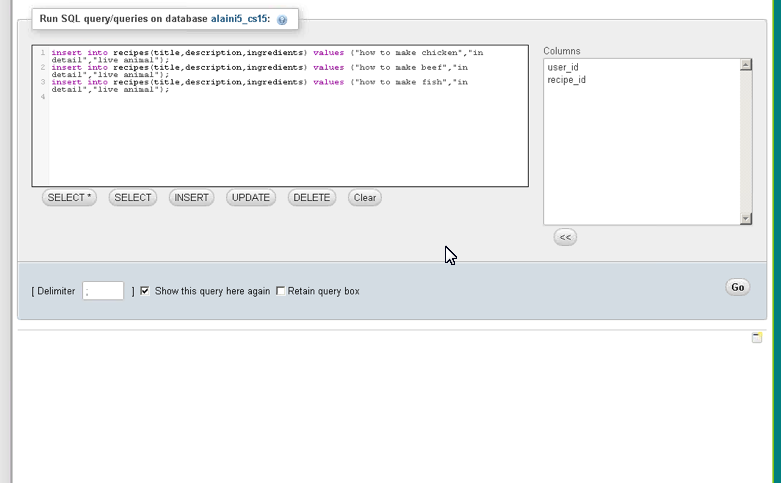 Run SQL query/queries on database alaini5_cs15:
1 insert into recipes(title,description,ingredients) values ("how to make chicken","in
detail","live animal");
2 insert into recipes(title,description,ingredients) values ("how to make beef","in
detail","live animal");
3 insert into recipes(title,description,ingredients) values ("how to make fish","in
detail","live animal");
4
Columns
user_id
recipe_id
SELECT * SELECT INSERT UPDATE DELETE Clear
<<
[ Delimiter ; ] Show this query here again Retain query box
Go